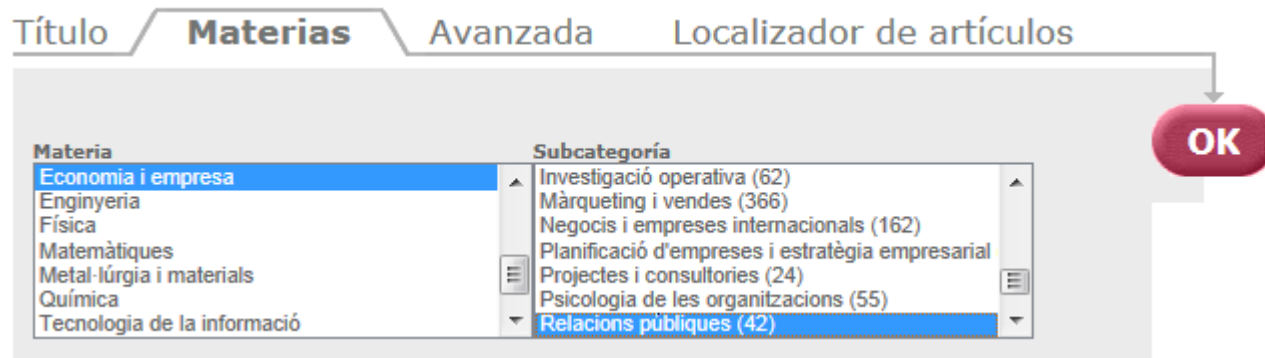 Título Materias Avanzada Localizador de artículos
OK
Materia
Economia i empresa
Enginyeria
Física
Matemàtiques
Metal·lúrgia i materials
Química
Tecnologia de la informació
Subcategoría
Investigació operativa (62)
Màrqueting i vendes (366)
Negocis i empreses internacionals (162)
Planificació d'empreses i estratègia empresarial
Projectes i consultories (24)
Psicologia de les organitzacions (55)
Relacions públiques (42)